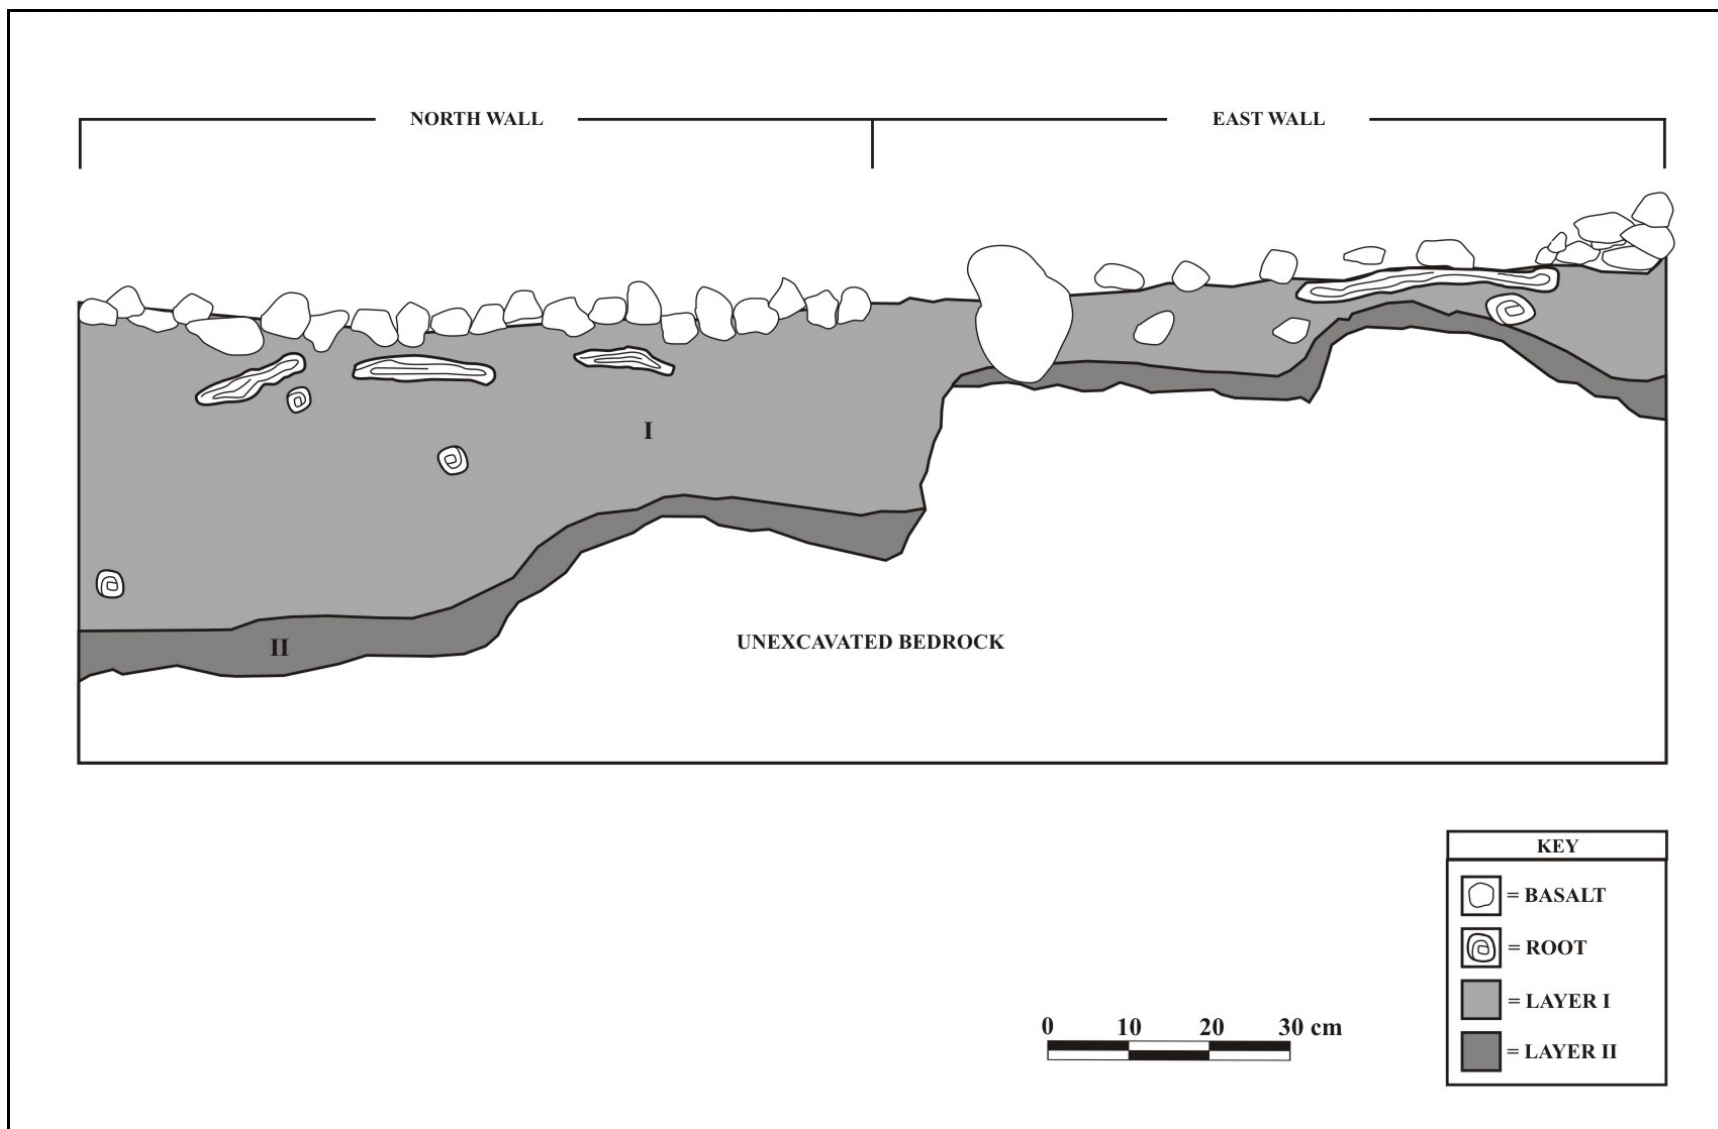 NORTH WALL
EAST WALL
I
II
UNEXCAVATED BEDROCK
KEY
= BASALT
= ROOT
= LAYER I
= LAYER II
0 10 20 30 cm